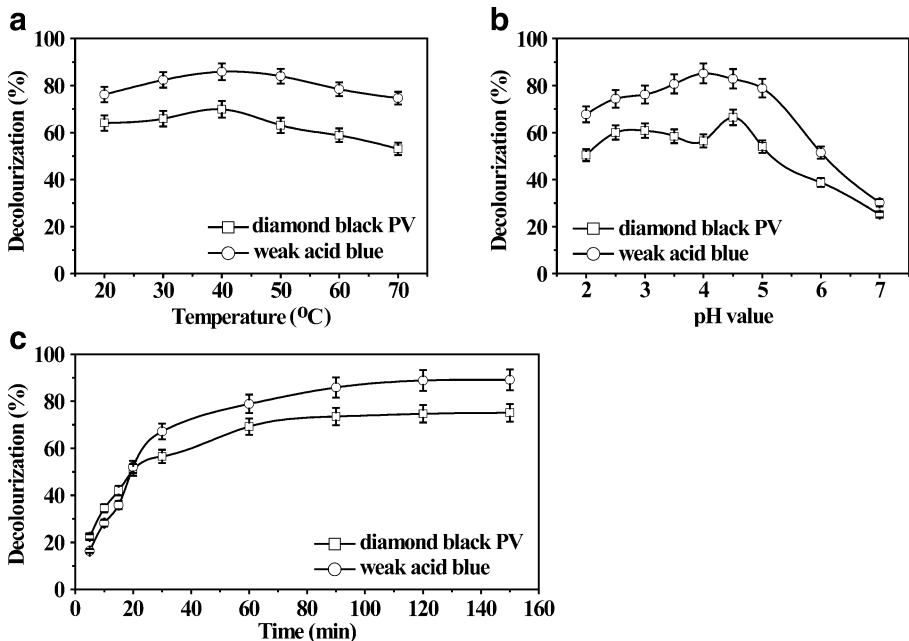 a
100
80
60
40
20
0
Decolourization (%)
diamond black PV
weak acid blue
20 30 40 50 60 70
Temperature (⁰C)
b
100
80
60
40
20
0
Decolourization (%)
diamond black PV
weak acid blue
2 3 4 5 6 7
pH value
c
100
80
60
40
20
0
Decolourization (%)
diamond black PV
weak acid blue
0 20 40 60 80 100 120 140 160
Time (min)